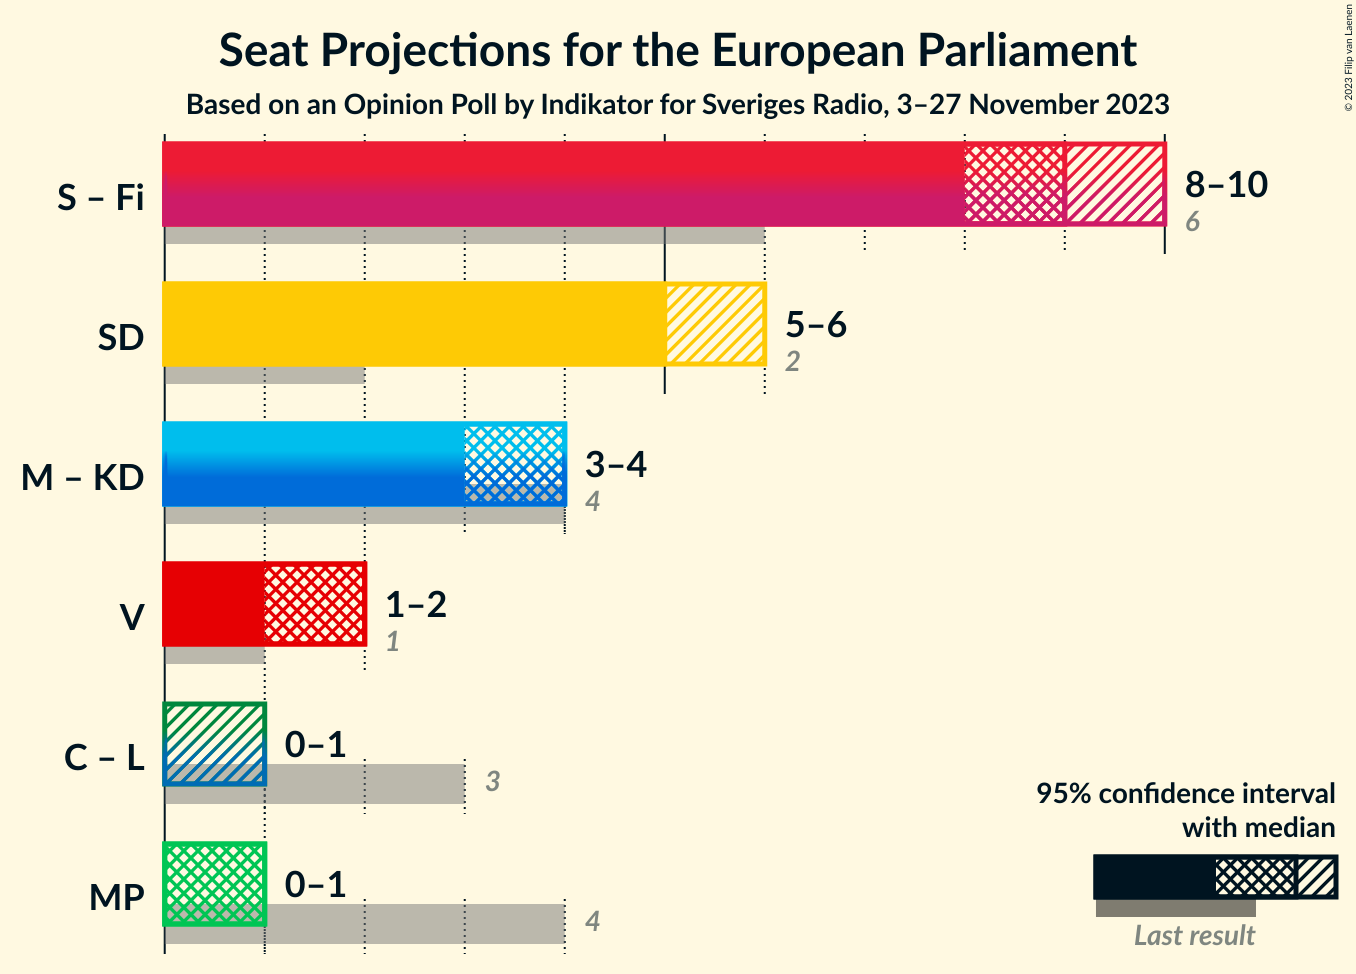 Seat Projections for the European Parliament
Based on an Opinion Poll by Indikator for Sveriges Radio, 3–27 November 2023
© 2023 Filip van Laenen
S – Fi
8–10
6
SD
5–6
2
M – KD
3–4
4
V
1–2
1
C – L
0–1
3
MP
0–1
4
95% confidence interval
with median
Last result